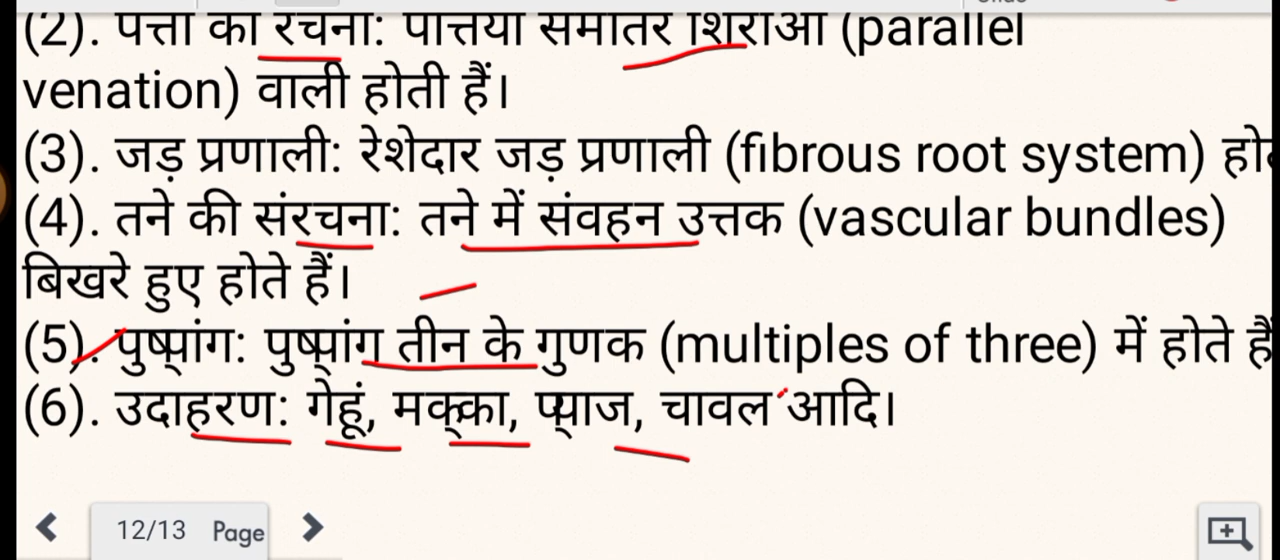 (2). पत्ती की रचना: पत्तियाँ समांतर शिराओं (parallel
venation) वाली होती हैं।
(3). जड़ प्रणाली: रेशेदार जड़ प्रणाली (fibrous root system)
(4). तने की संरचना: तने में संवहन उत्तक (vascular bundles)
बिखरे हुए होते हैं।
(5). पुष्पांग: पुष्पांग तीन के गुणक (multiples of three) में होते हैं
(6). उदाहरण: गेहूं, मक्का, प्याज, चावल आदि।
12/13 Page